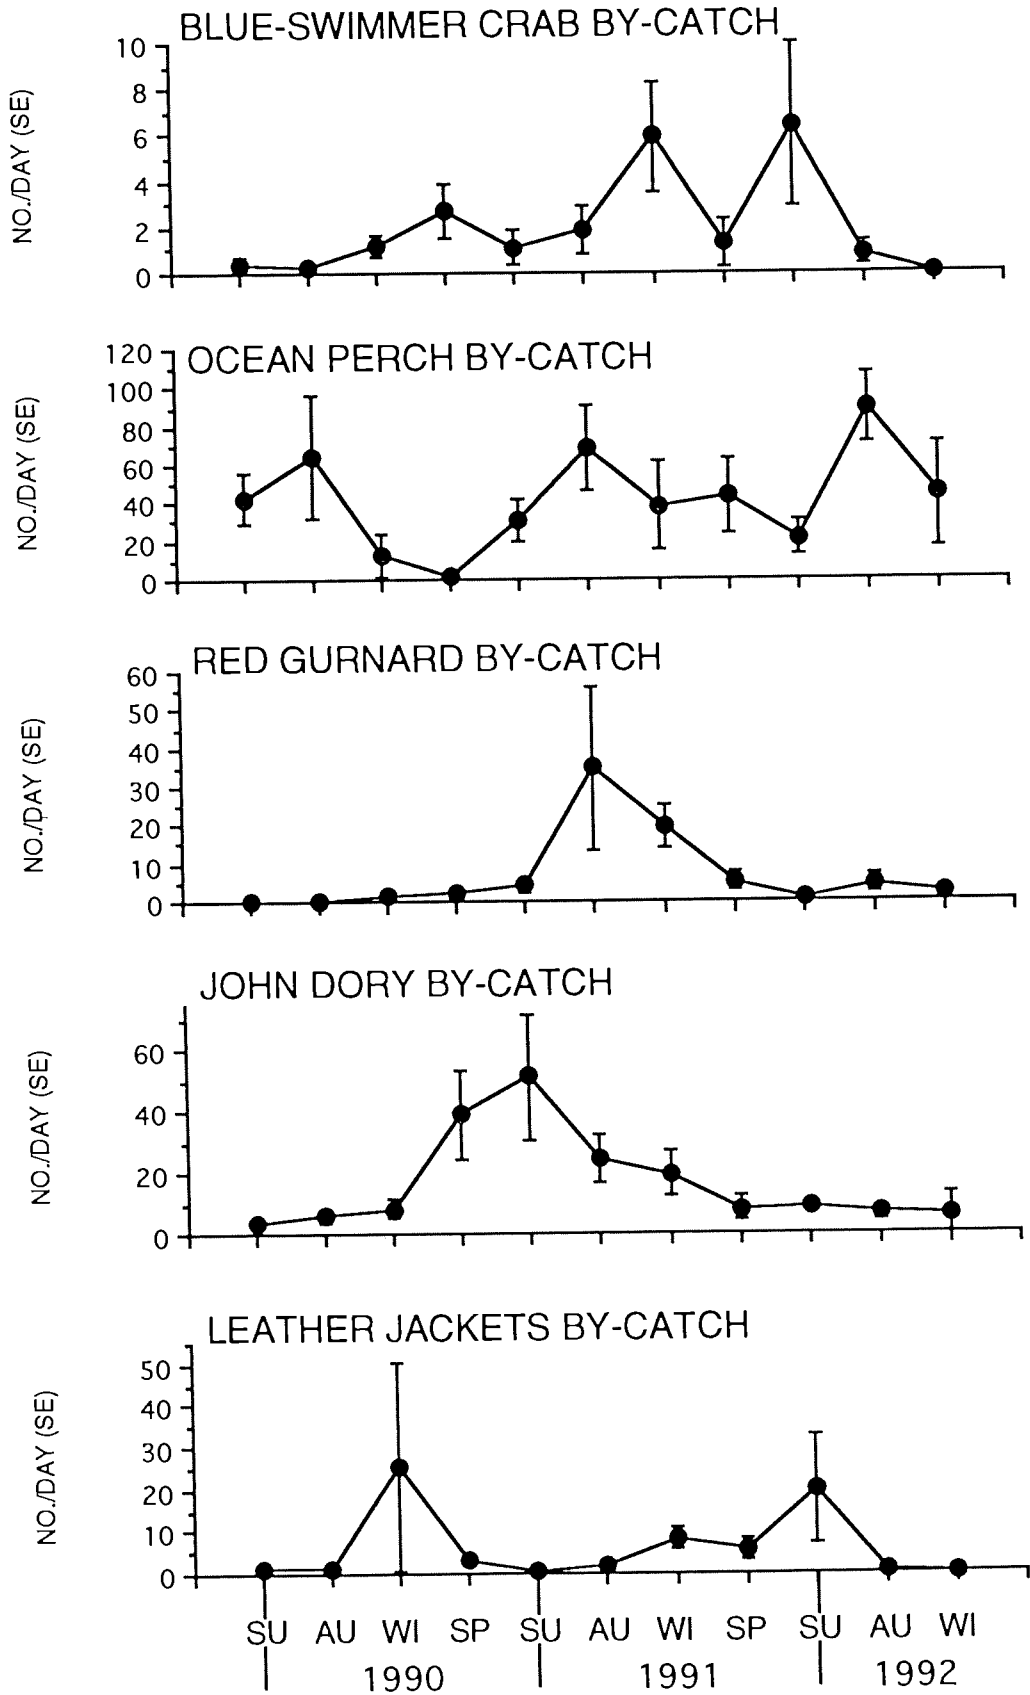 BLUE-SWIMMER CRAB BY-CATCH
NO./DAY (SE)
10
8
6
4
2
0
OCEAN PERCH BY-CATCH
NO./DAY (SE)
120
100
80
60
40
20
0
RED GURNARD BY-CATCH
NO./DAY (SE)
60
50
40
30
20
10
0
JOHN DORY BY-CATCH
NO./DAY (SE)
60
40
20
0
LEATHER JACKETS BY-CATCH
NO./DAY (SE)
50
40
30
20
10
0
SU AU WI SP SU AU WI SP SU AU WI
1990 1991 1992